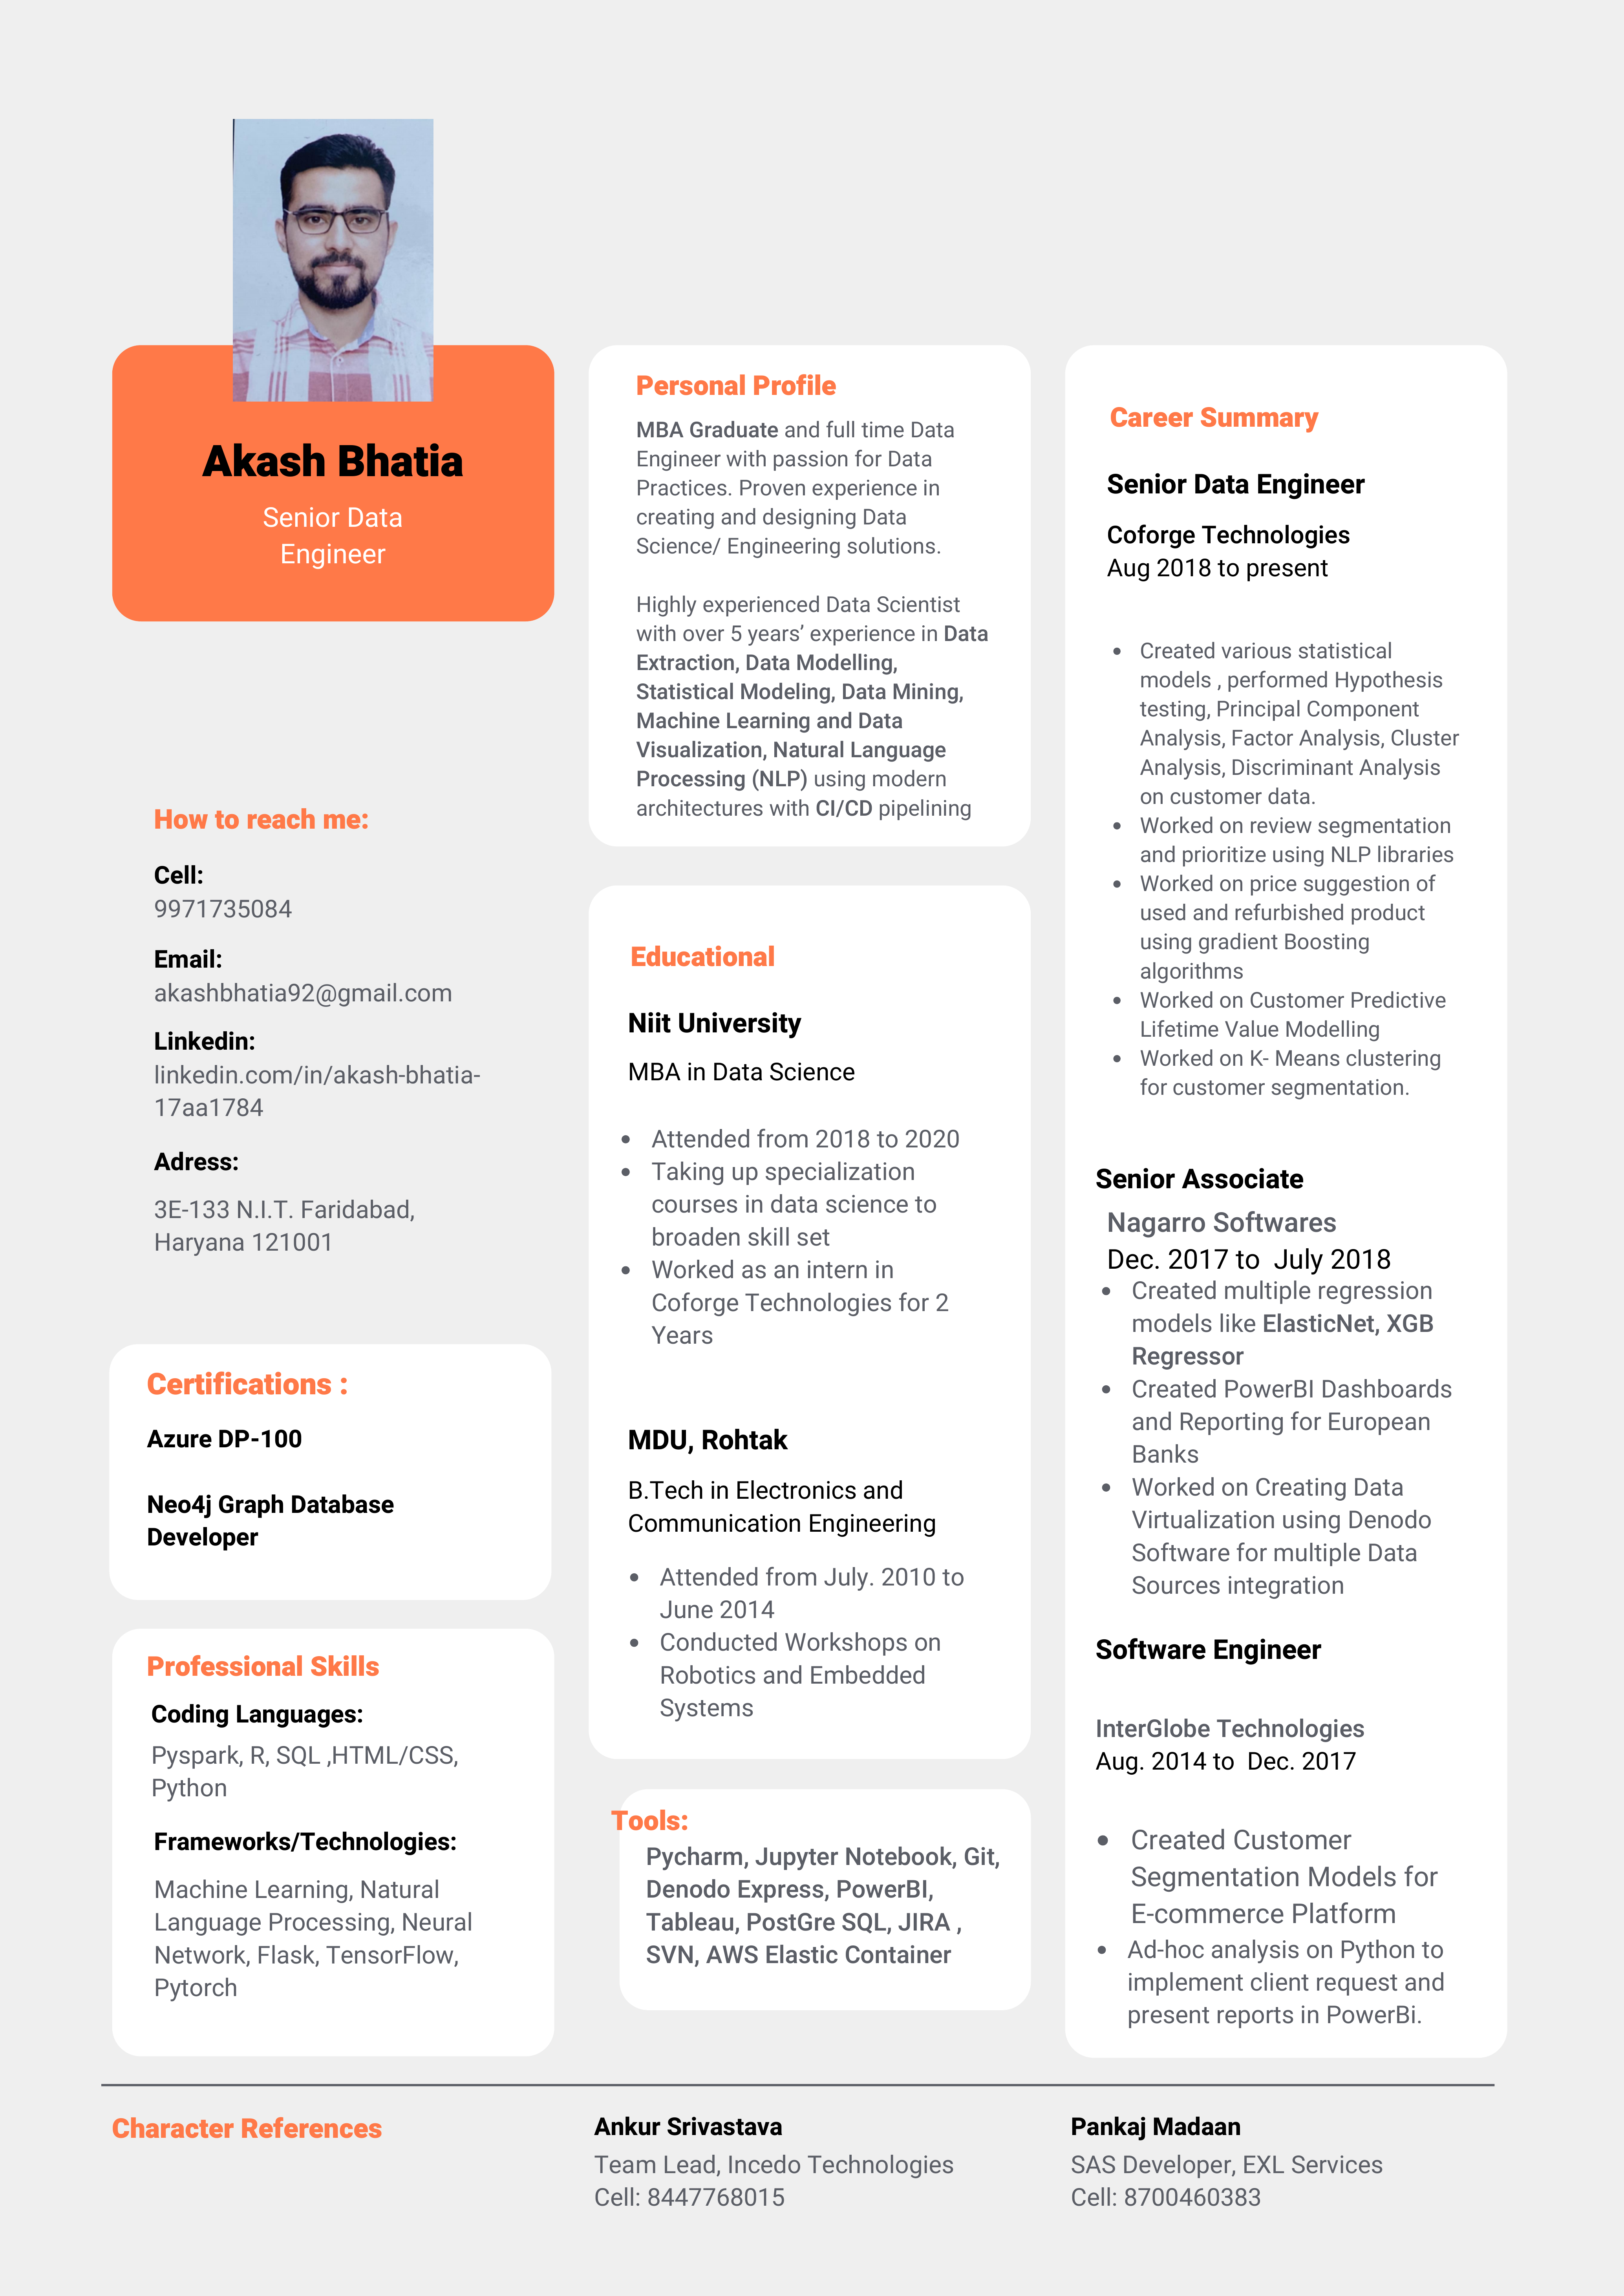 Akash Bhatia
Senior Data
Engineer
How to reach me:
Cell:
9971735084
Email:
akashbhatia92@gmail.com
Linkedin:
linkedin.com/in/akash-bhatia-
17aa1784
Adress:
3E-133 N.I.T. Faridabad,
Haryana 121001
Certifications :
Azure DP-100
Neo4j Graph Database
Developer
Professional Skills
Coding Languages:
Pyspark, R, SQL ,HTML/CSS,
Python
Frameworks/Technologies:
Machine Learning, Natural
Language Processing, Neural
Network, Flask, TensorFlow,
Pytorch
Personal Profile
MBA Graduate and full time Data
Engineer with passion for Data
Practices. Proven experience in
creating and designing Data
Science/ Engineering solutions.
Highly experienced Data Scientist
with over 5 years’ experience in Data
Extraction, Data Modelling,
Statistical Modeling, Data Mining,
Machine Learning and Data
Visualization, Natural Language
Processing (NLP) using modern
architectures with CI/CD pipelining
Educational
Niit University
MBA in Data Science
• Attended from 2018 to 2020
• Taking up specialization
courses in data science to
broaden skill set
• Worked as an intern in
Coforge Technologies for 2
Years
MDU, Rohtak
B.Tech in Electronics and
Communication Engineering
• Attended from July. 2010 to
June 2014
• Conducted Workshops on
Robotics and Embedded
Systems
Tools:
Pycharm, Jupyter Notebook, Git,
Denodo Express, PowerBI,
Tableau, PostGre SQL, JIRA ,
SVN, AWS Elastic Container
Career Summary
Senior Data Engineer
Coforge Technologies
Aug 2018 to present
• Created various statistical
models , performed Hypothesis
testing, Principal Component
Analysis, Factor Analysis, Cluster
Analysis, Discriminant Analysis
on customer data.
• Worked on review segmentation
and prioritize using NLP libraries
• Worked on price suggestion of
used and refurbished product
using gradient Boosting
algorithms
• Worked on Customer Predictive
Lifetime Value Modelling
• Worked on K- Means clustering
for customer segmentation.
Senior Associate
Nagarro Softwares
Dec. 2017 to  July 2018
• Created multiple regression
models like ElasticNet, XGB
Regressor
• Created PowerBI Dashboards
and Reporting for European
Banks
• Worked on Creating Data
Virtualization using Denodo
Software for multiple Data
Sources integration
Software Engineer
InterGlobe Technologies
Aug. 2014 to  Dec. 2017
• Created Customer
Segmentation Models for
E-commerce Platform
• Ad-hoc analysis on Python to
implement client request and
present reports in PowerBi.
Character References
Ankur Srivastava
Team Lead, Incedo Technologies
Cell: 8447768015
Pankaj Madaan
SAS Developer, EXL Services
Cell: 8700460383